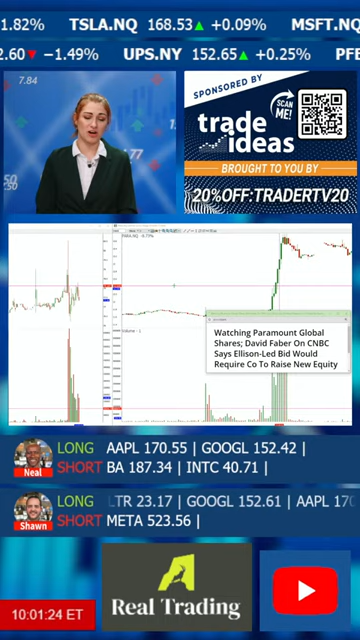 1.82% TSLA.NQ 168.53 ▲ +0.09% MSFT.NQ
2.60 ▼ −1.49% UPS.NY 152.65 ▲ +0.25% PFE
7.84
SPONSORED BY
SCAN ME!
trade ideas
BROUGHT TO YOU BY
20%OFF:TRADERTV20
Watching Paramount Global
Shares; David Faber On CNBC
Says Ellison-Led Bid Would
Require Co To Raise New Equity
LONG AAPL 170.55 | GOOGL 152.42 |
SHORT BA 187.34 | INTC 40.71 |
Neal
LONG LTR 23.17 | GOOGL 152.61 | AAPL 170
SHORT META 523.56 |
Shawn
Real Trading
10:01:24 ET